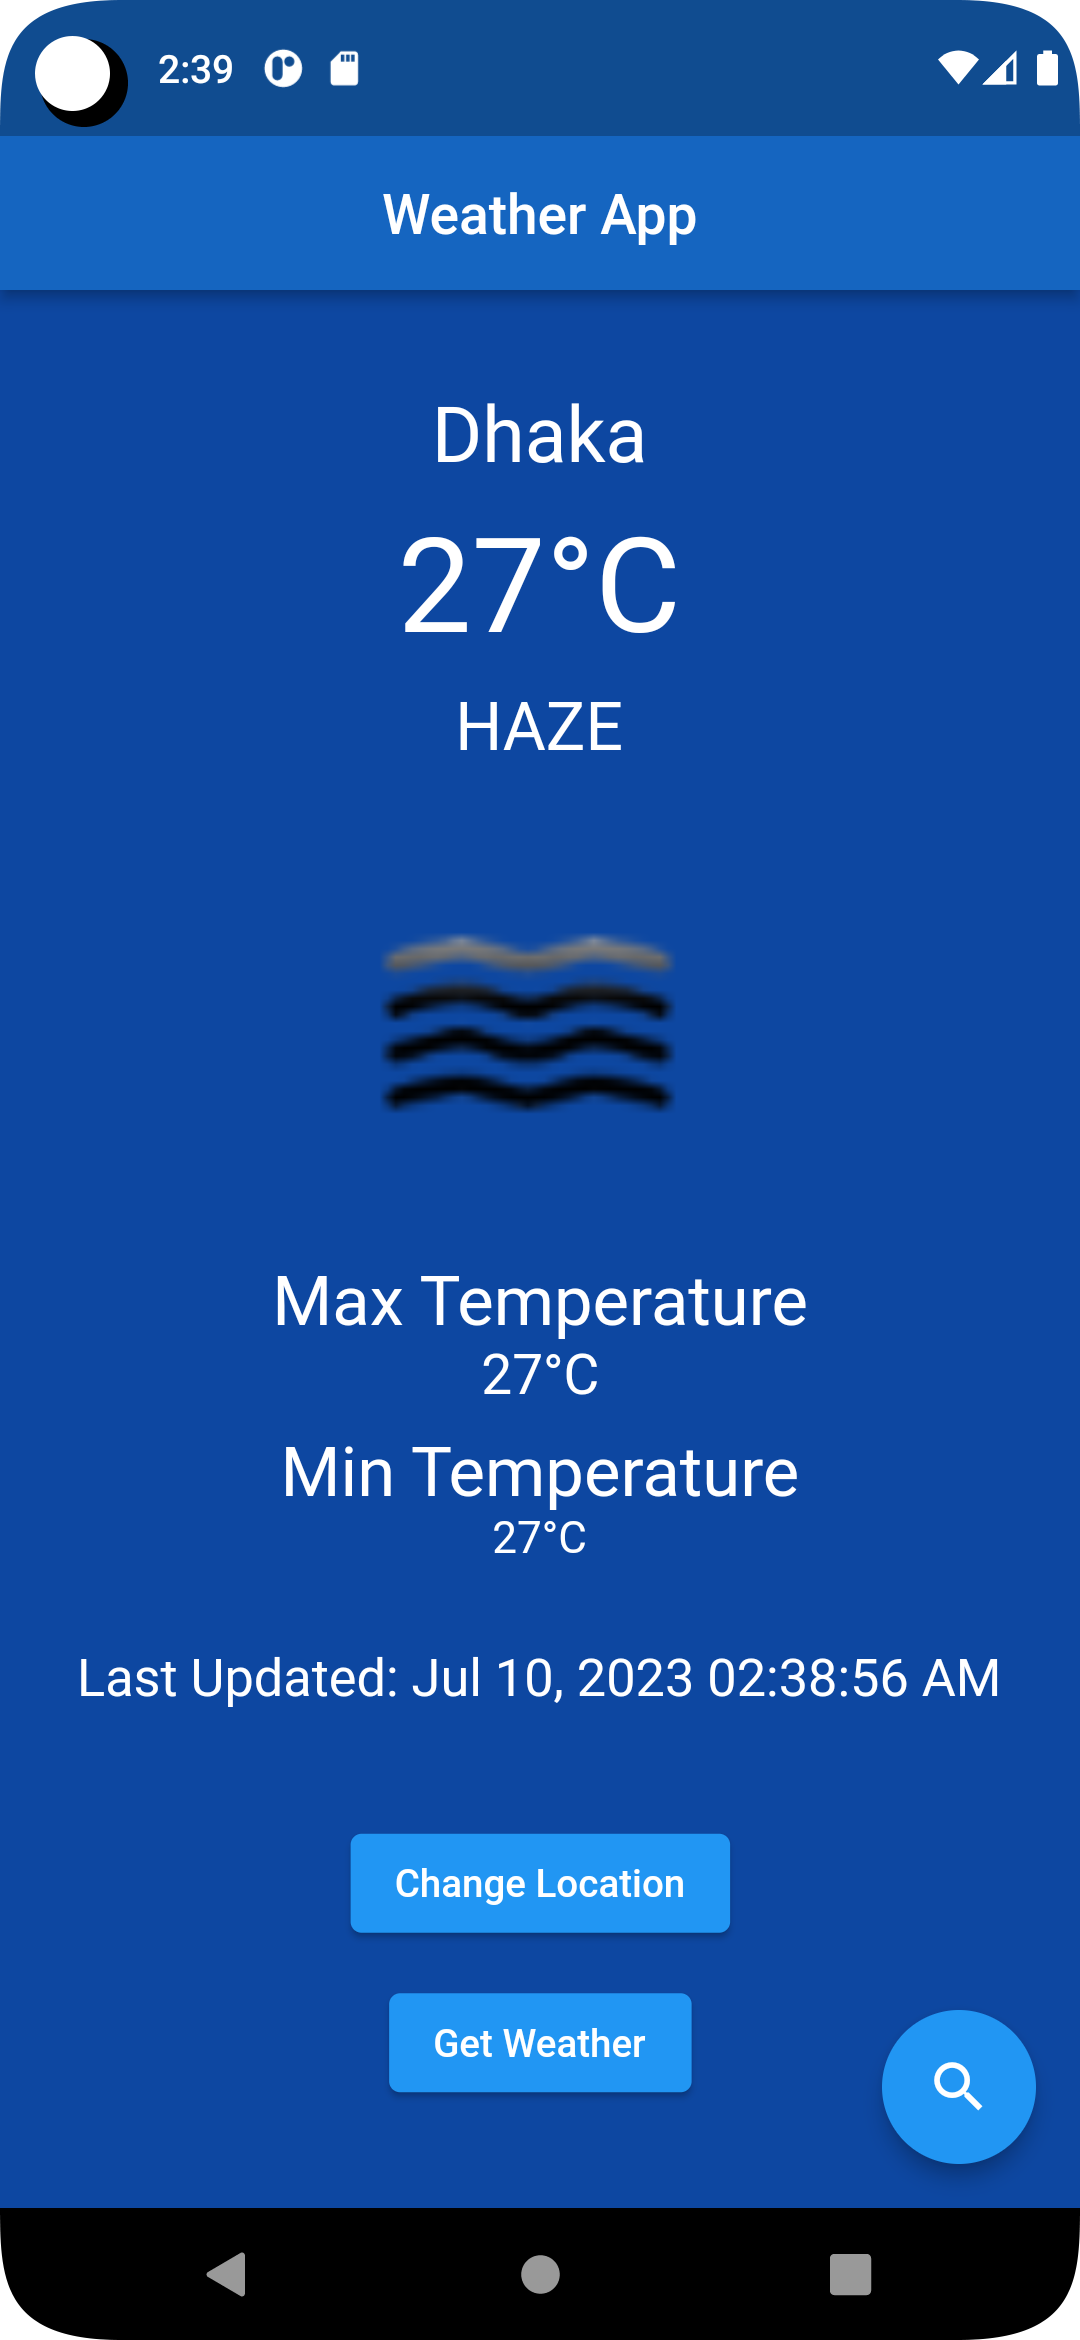 2:39
Weather App
Dhaka
27°C
HAZE
Max Temperature
27°C
Min Temperature
27°C
Last Updated: Jul 10, 2023 02:38:56 AM
Change Location
Get Weather